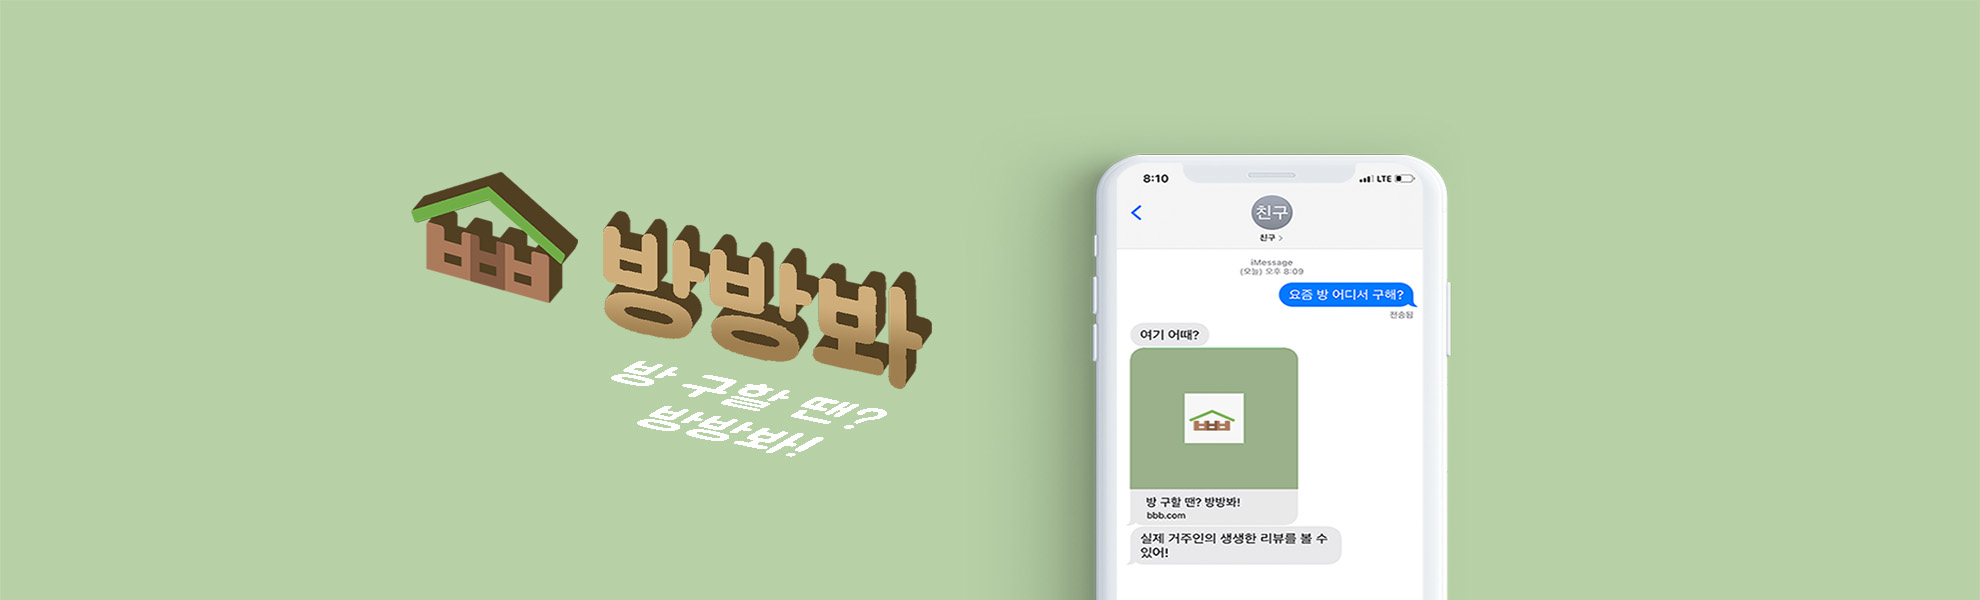 방방봐
방 구할 땐?
방방봐!
8:10
LTE
친구
친구 >
iMessage
(오늘) 오후 8:09
요즘 방 어디서 구해?
전송됨
여기 어때?
방 구할 땐? 방방봐!
bbb.com
실제 거주인의 생생한 리뷰를 볼 수
있어!